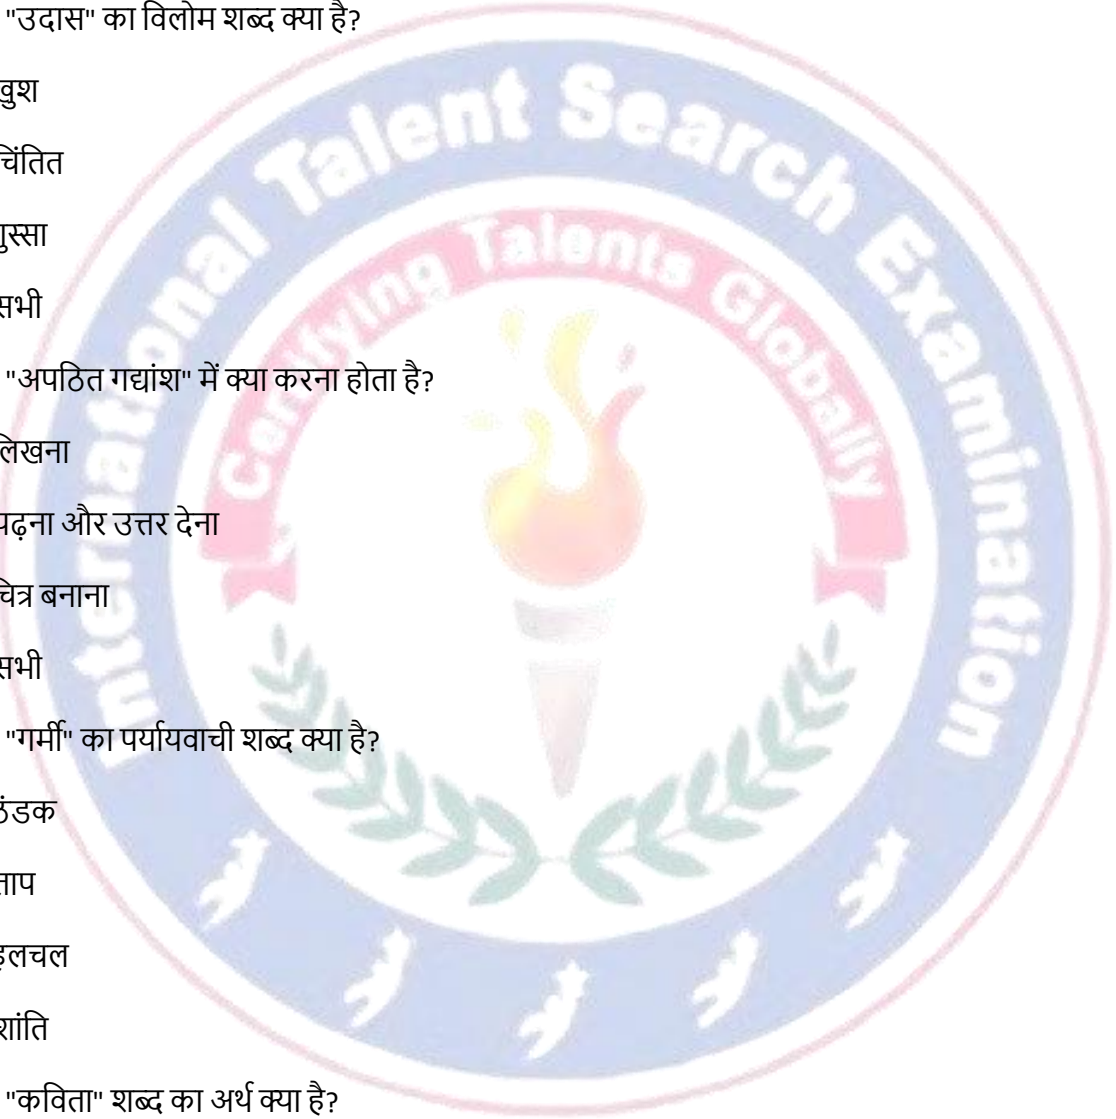 "उदास" का विलोम शब्द क्या है?
खुश
चिंतित
गुस्सा
सभी
"अपठित गद्यांश" में क्या करना होता है?
लिखना
पढ़ना और उत्तर देना
चित्र बनाना
सभी
"गर्मी" का पर्यायवाची शब्द क्या है?
ठंडक
ताप
हलचल
शांति
"कविता" शब्द का अर्थ क्या है?
International Talent Search Examination
Certifying Talents Globally